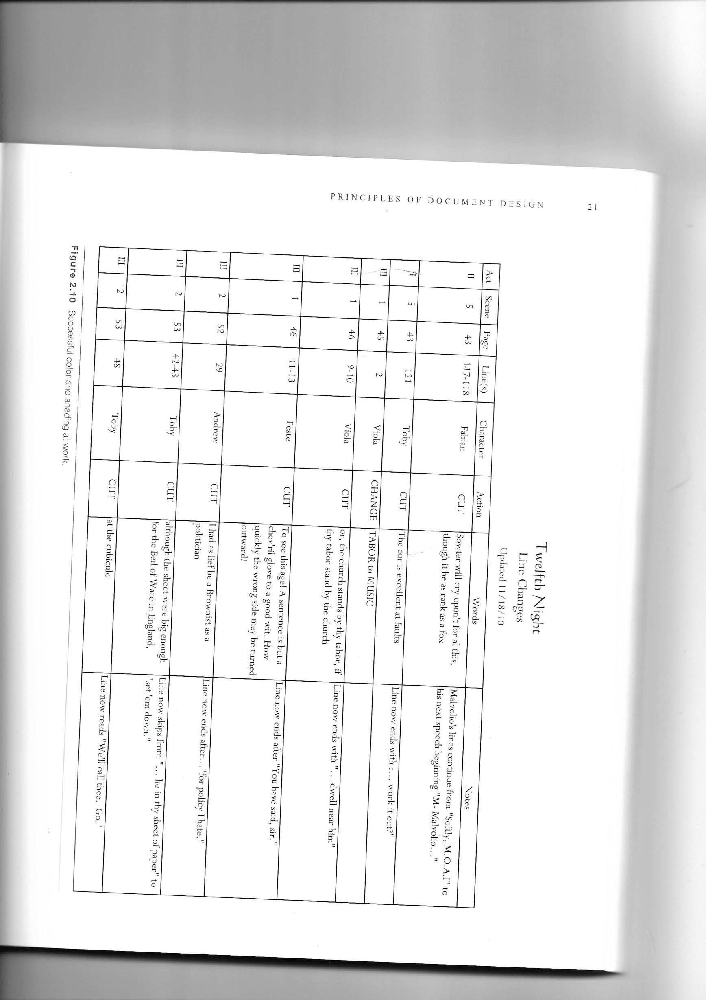 PRINCIPLES OF DOCUMENT DESIGN 21
Twelfth Night
Line Changes
Updated 11/18/10
Act Scene Page Line(s) Character Action Words Notes
II 5 43 117-118 Fabian CUT Sowter will cry upon't for al this, Malvolio's lines continue from "Softly, M.O.A.I" to
though it be as rank as a fox his next speech beginning "M- Malvolio..."
II 5 43 121 Toby CUT The cur is excellent at faults Line now ends with :... work it out?"
III 1 45 2 Viola CHANGE TABOR to MUSIC
III 1 46 9-10 Viola CUT or, the church stands by thy tabor, if Line now ends with "... dwell near him"
thy tabor stand by the church
III 1 46 11-13 Feste CUT To see this age! A sentence is but a Line now ends after "You have said, sir."
chev'ril glove to a good wit. How
quickly the wrong side may be turned
outward!
III 2 52 29 Andrew CUT I had as lief be a Brownist as a Line now ends after... "for policy I hate."
politician
III 2 53 42-43 Toby CUT although the sheet were big enough Line now skips from "... lie in thy sheet of paper" to
for the Bed of Ware in England, "set 'em down."
III 2 53 48 Toby CUT at the cubiculo Line now reads "We'll call thee. Go."
Figure 2.10 Successful color and shading at work.